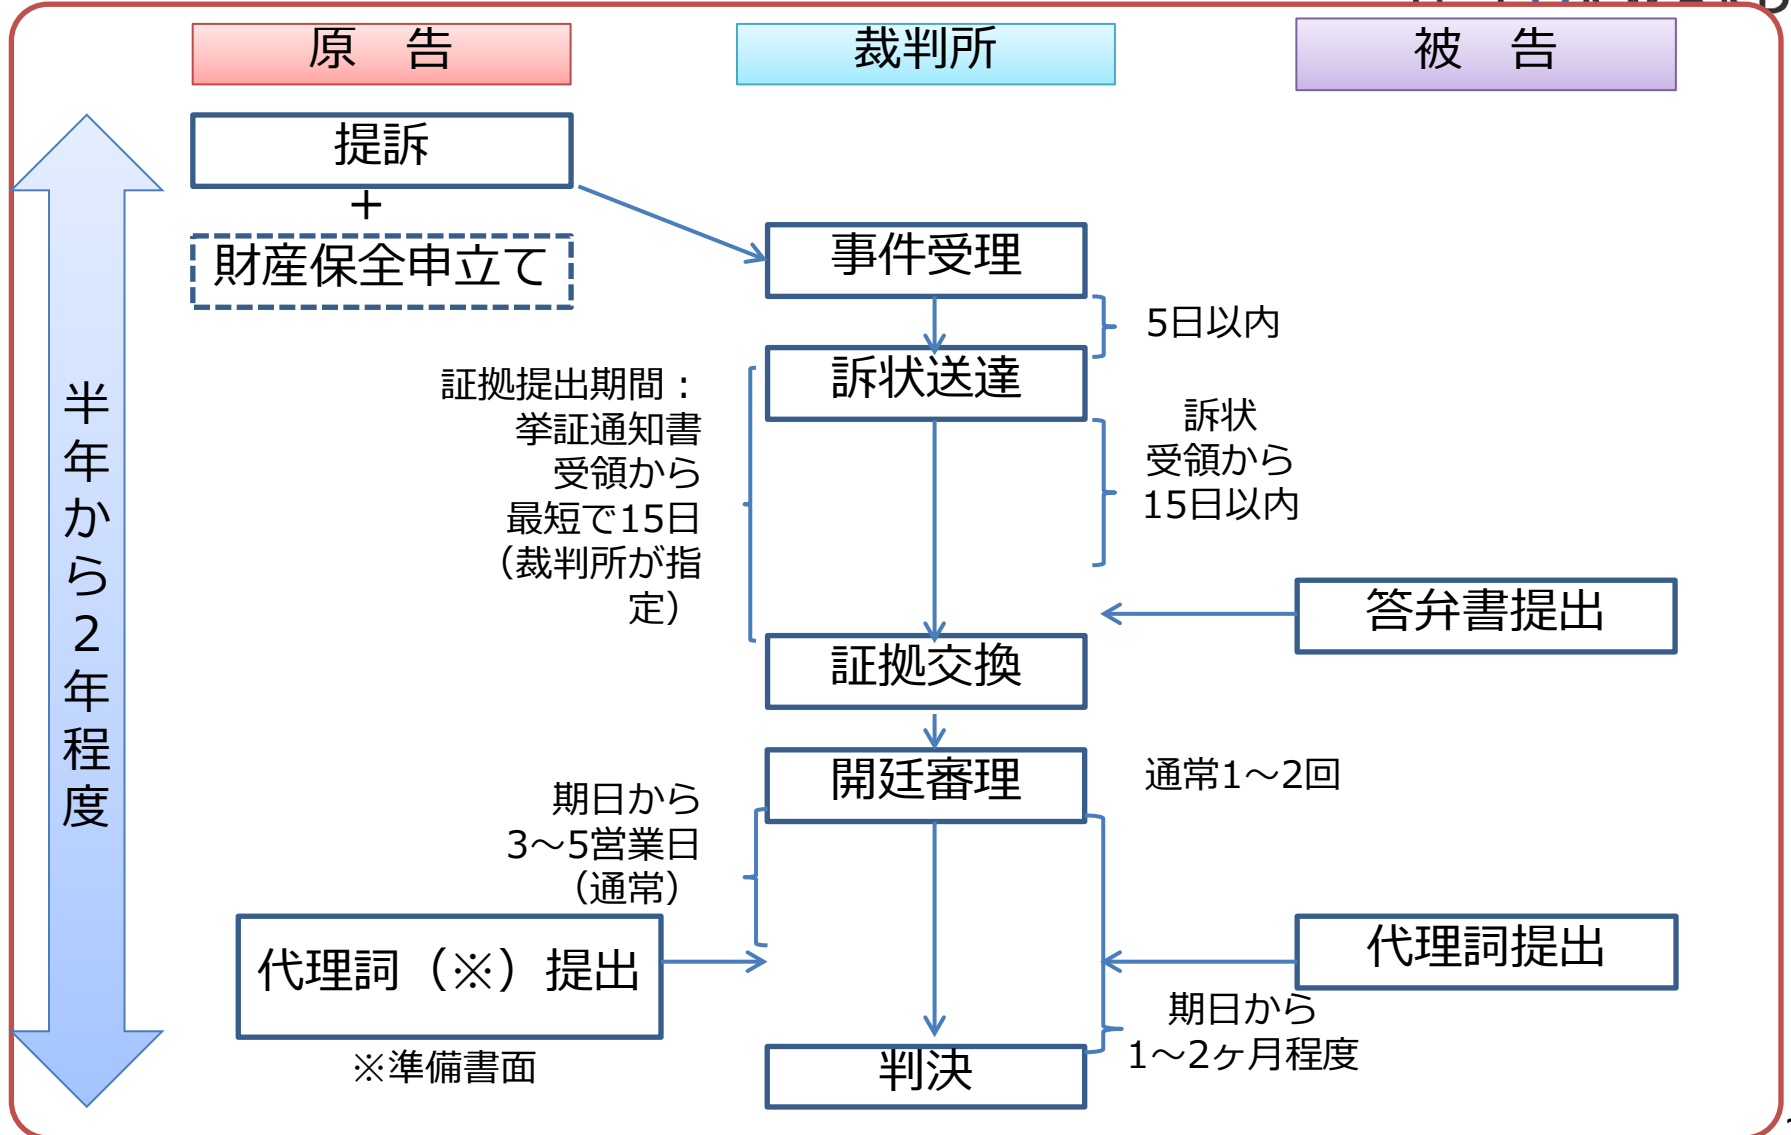 原　告
裁判所
被　告
提訴
+
財産保全申立て
事件受理
5日以内
訴状送達
証拠提出期間：
挙証通知書
受領から
最短で15日
（裁判所が指
定）
訴状
受領から
15日以内
答弁書提出
証拠交換
開廷審理
通常1～2回
期日から
3～5営業日
（通常）
代理詞（※）提出
※準備書面
代理詞提出
期日から
1～2ヶ月程度
判決
半年から2年程度